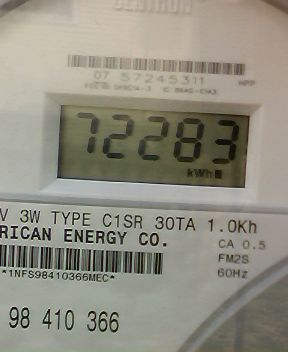 CENTRON
07 57245311
72283
kWh
V 3W TYPE C1SR 30TA 1.0Kh
RICAN ENERGY CO.
CA 0.5
FM2S
60Hz
*1NFS98410366MEC*
98 410 366